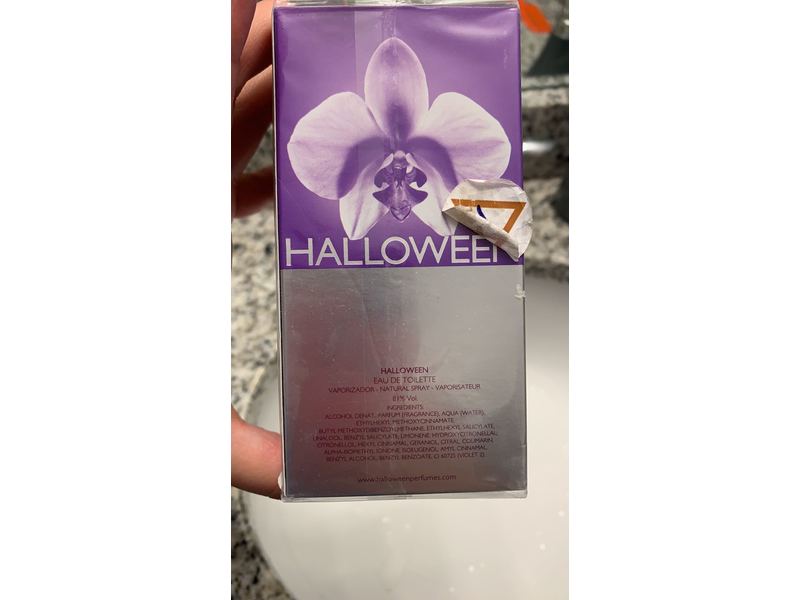 HALLOWEEN
HALLOWEEN
EAU DE TOILETTE
VAPORIZADOR - NATURAL SPRAY - VAPORISATEUR
81% Vol.
INGREDIENTS:
ALCOHOL DENAT., PARFUM (FRAGRANCE), AQUA (WATER),
ETHYLHEXYL METHOXYCINNAMATE,
BUTYL METHOXYDIBENZOYLMETHANE, ETHYLHEXYL SALICYLATE,
LINALOOL, BENZYL SALICYLATE, LIMONENE, HYDROXYCITRONELLAL,
CITRONELLOL, HEXYL CINNAMAL, GERANIOL, CITRAL, COUMARIN,
ALPHA-ISOMETHYL IONONE, ISOEUGENOL, AMYL CINNAMAL,
BENZYL ALCOHOL, BENZYL BENZOATE, CI 60725 (VIOLET 2).
www.halloweenperfumes.com